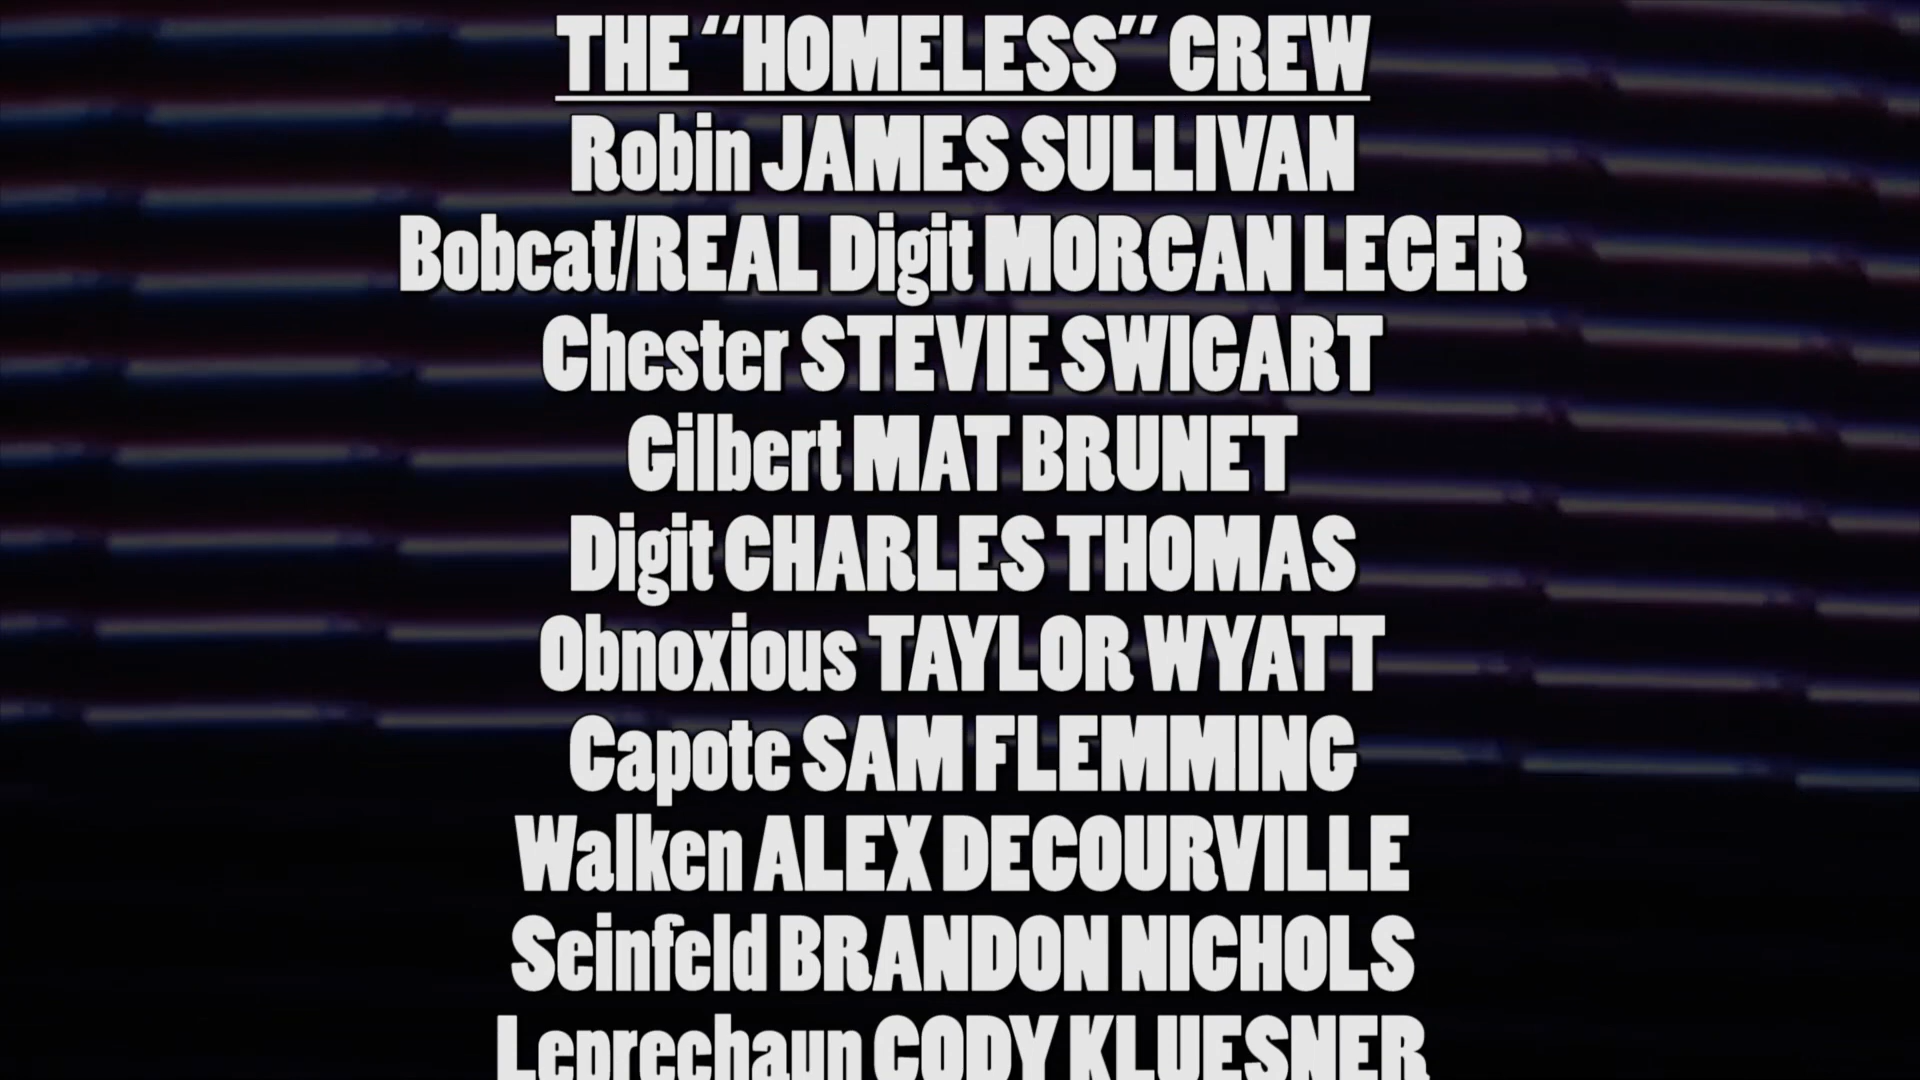 THE “HOMELESS” CREW
Robin JAMES SULLIVAN
Bobcat/REAL Digit MORGAN LEGER
Chester STEVIE SWIGART
Gilbert MAT BRUNET
Digit CHARLES THOMAS
Obnoxious TAYLOR WYATT
Capote SAM FLEMMING
Walken ALEX DECOURVILLE
Seinfeld BRANDON NICHOLS
Leprechaun CODY KLUESNER